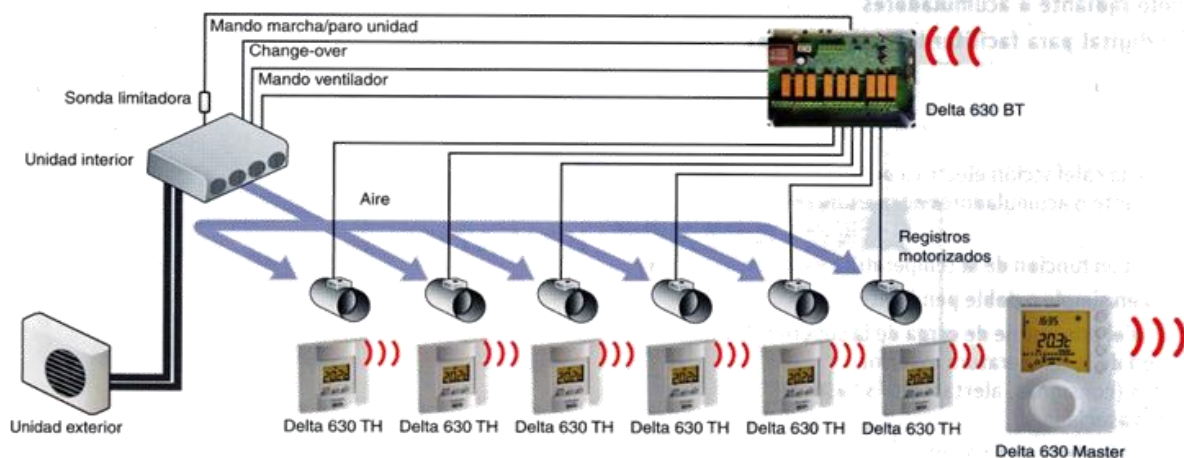 Mando marcha/paro unidad
Change-over
Mando ventilador
Sonda limitadora
Delta 630 BT
Unidad interior
Aire
Registros
motorizados
20.3c
Unidad exterior
Delta 630 TH
Delta 630 TH
Delta 630 TH
Delta 630 TH
Delta 630 TH
Delta 630 TH
Delta 630 Master